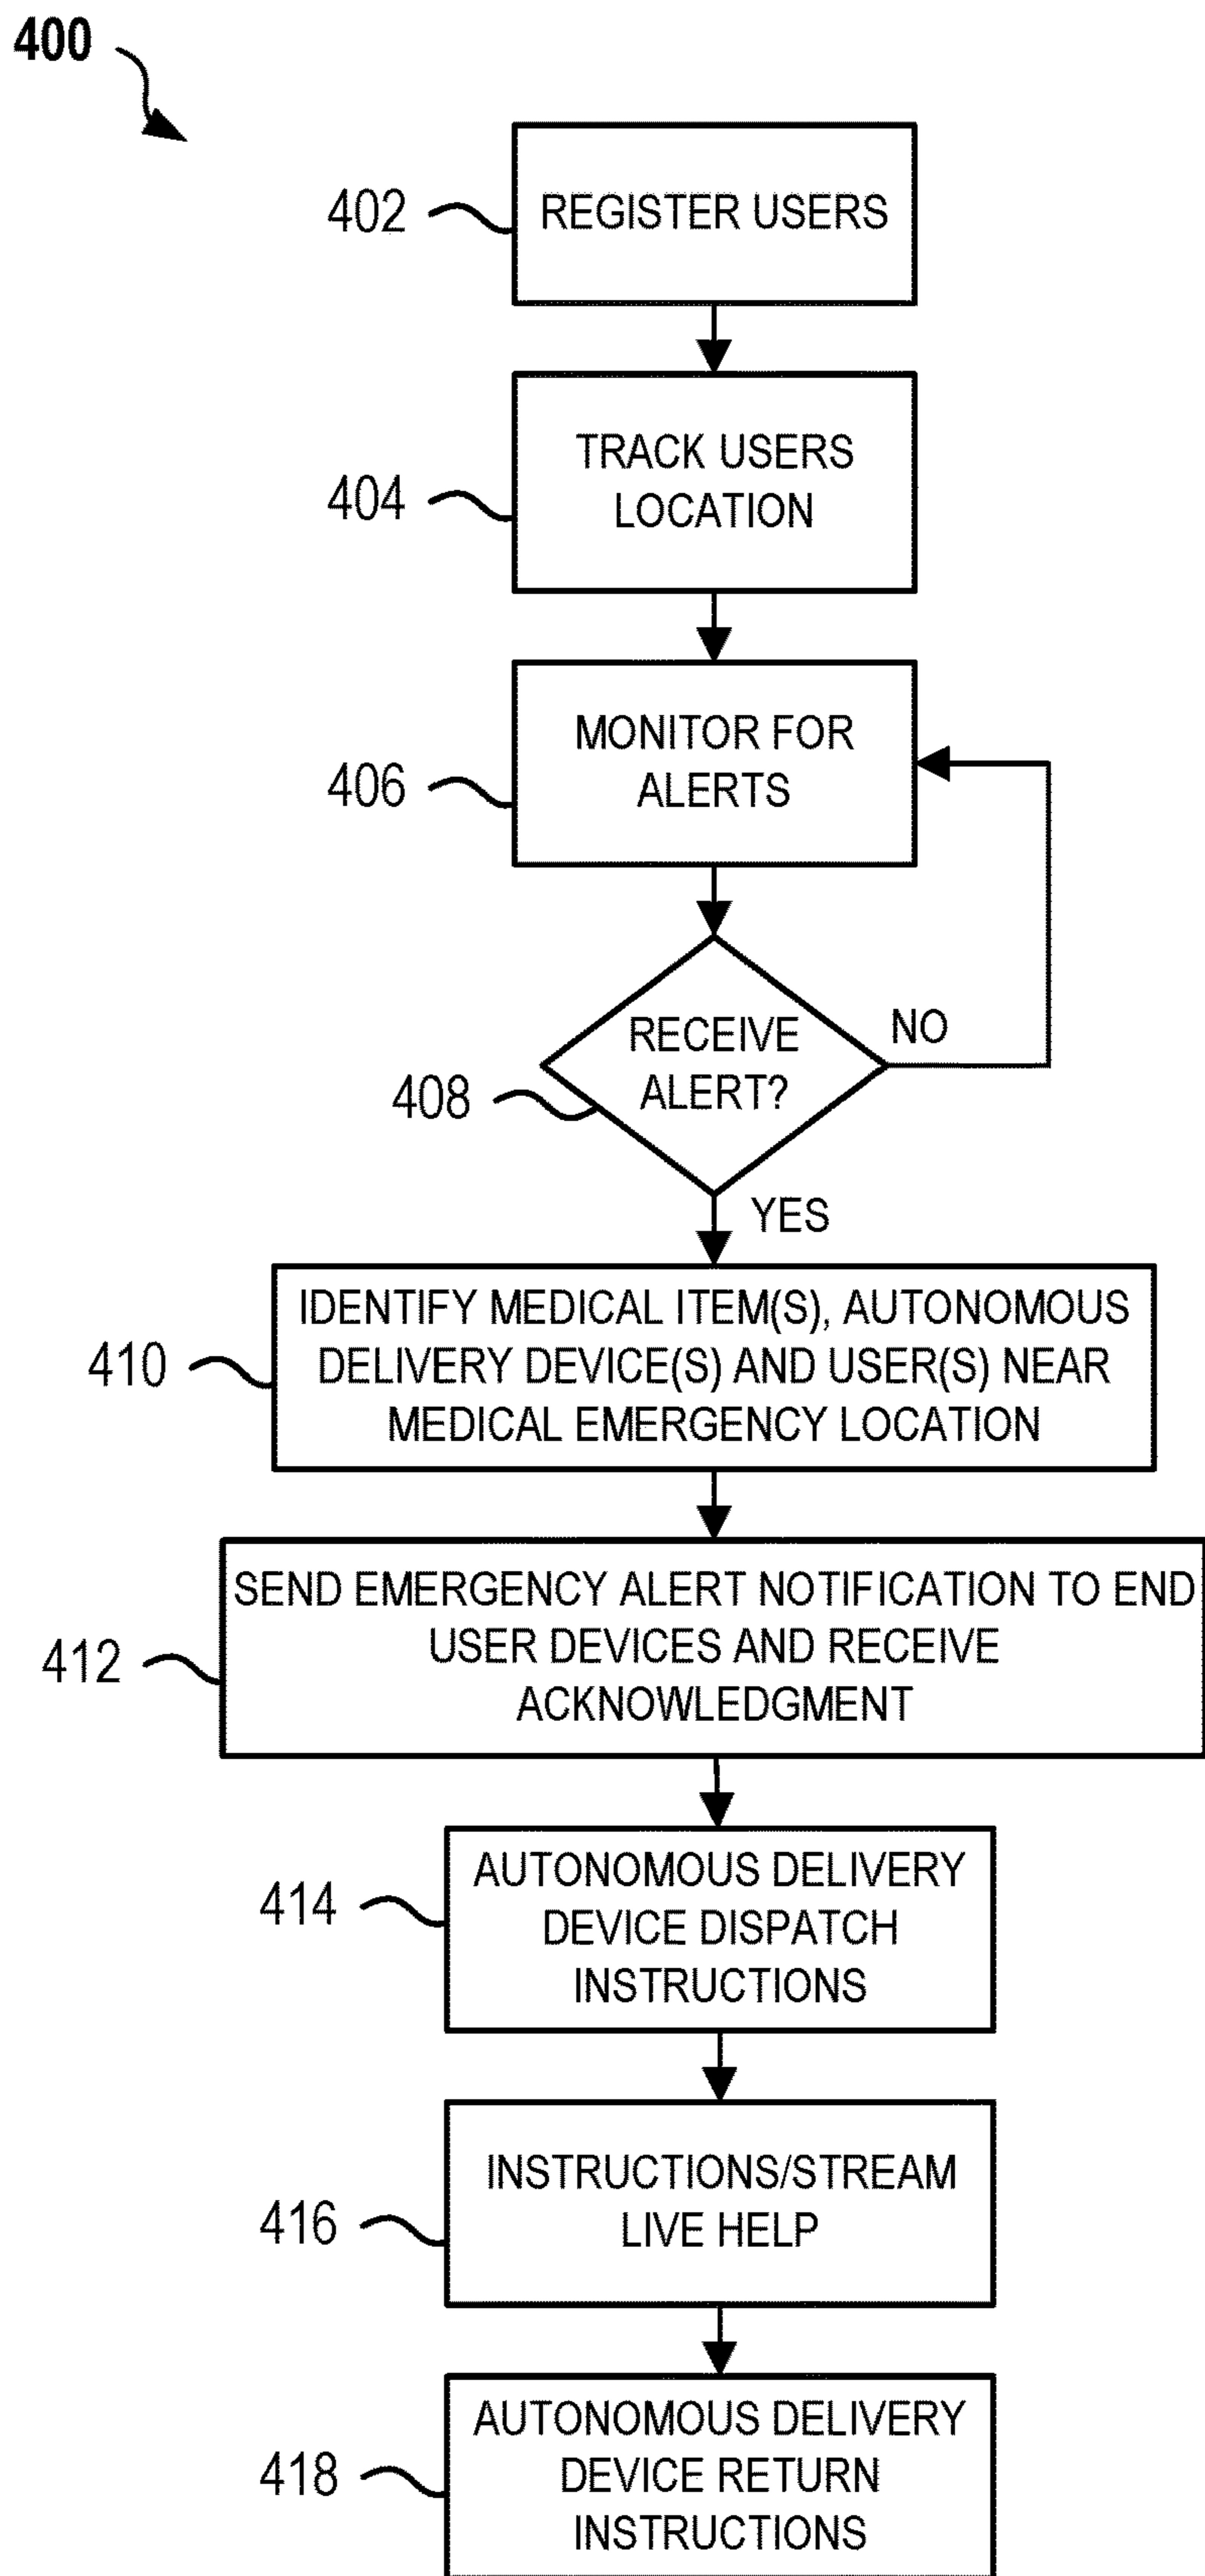 400
402
REGISTER USERS
404
TRACK USERS
LOCATION
406
MONITOR FOR
ALERTS
408
RECEIVE
ALERT?
NO
YES
410
IDENTIFY MEDICAL ITEM(S), AUTONOMOUS
DELIVERY DEVICE(S) AND USER(S) NEAR
MEDICAL EMERGENCY LOCATION
412
SEND EMERGENCY ALERT NOTIFICATION TO END
USER DEVICES AND RECEIVE
ACKNOWLEDGMENT
414
AUTONOMOUS DELIVERY
DEVICE DISPATCH
INSTRUCTIONS
416
INSTRUCTIONS/STREAM
LIVE HELP
418
AUTONOMOUS DELIVERY
DEVICE RETURN
INSTRUCTIONS